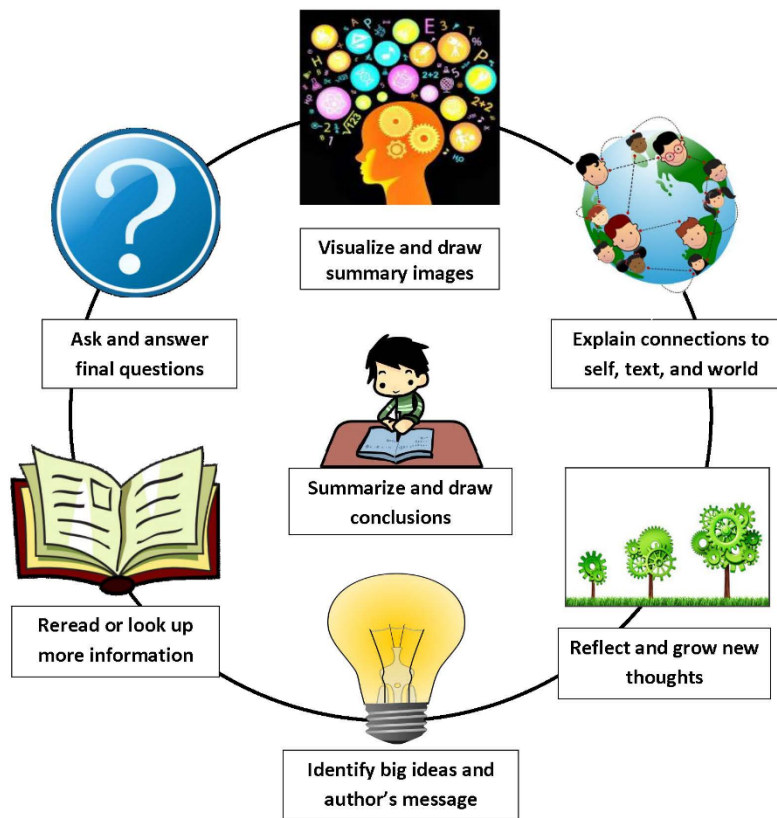 Visualize and draw
summary images
Ask and answer
final questions
Explain connections to
self, text, and world
Summarize and draw
conclusions
Reread or look up
more information
Reflect and grow new
thoughts
Identify big ideas and
author's message